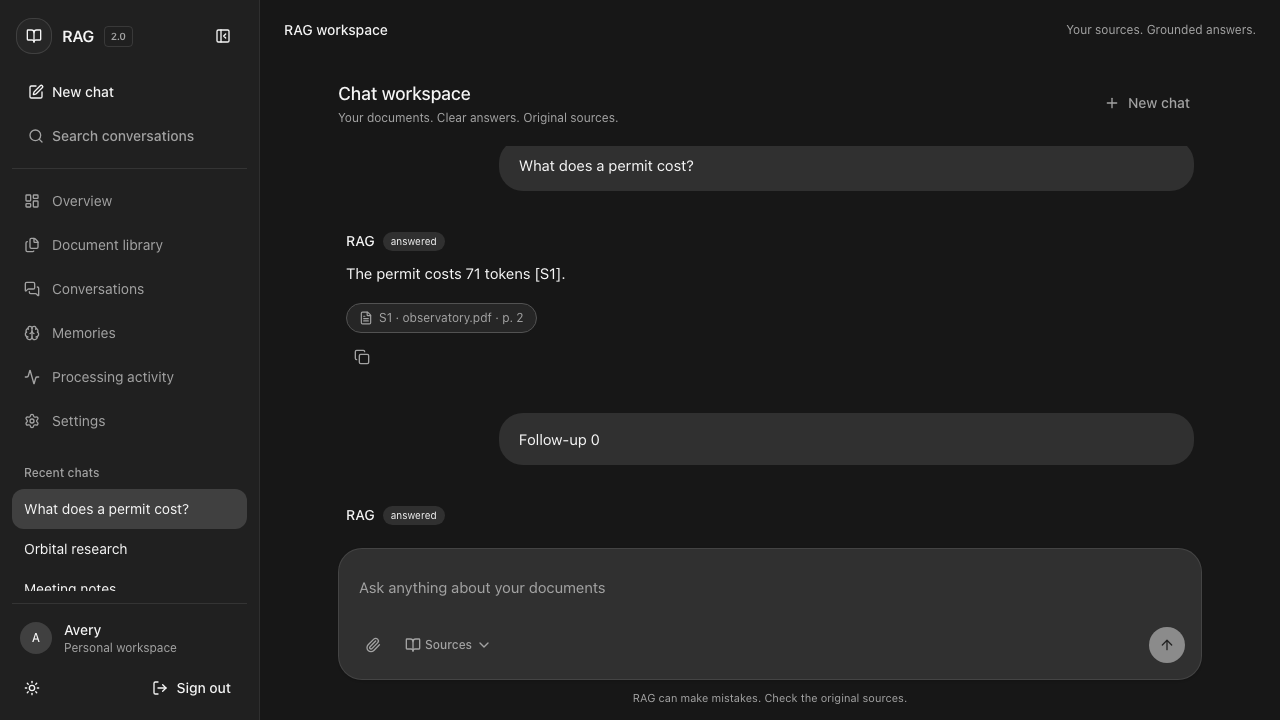 RAG 2.0
New chat
Search conversations
Overview
Document library
Conversations
Memories
Processing activity
Settings
Recent chats
What does a permit cost?
Orbital research
Meeting notes
A
Avery
Personal workspace
Sign out
RAG workspace
Your sources. Grounded answers.
Chat workspace
Your documents. Clear answers. Original sources.
New chat
What does a permit cost?
RAG answered
The permit costs 71 tokens [S1].
S1 · observatory.pdf · p. 2
Follow-up 0
RAG answered
Ask anything about your documents
Sources
RAG can make mistakes. Check the original sources.